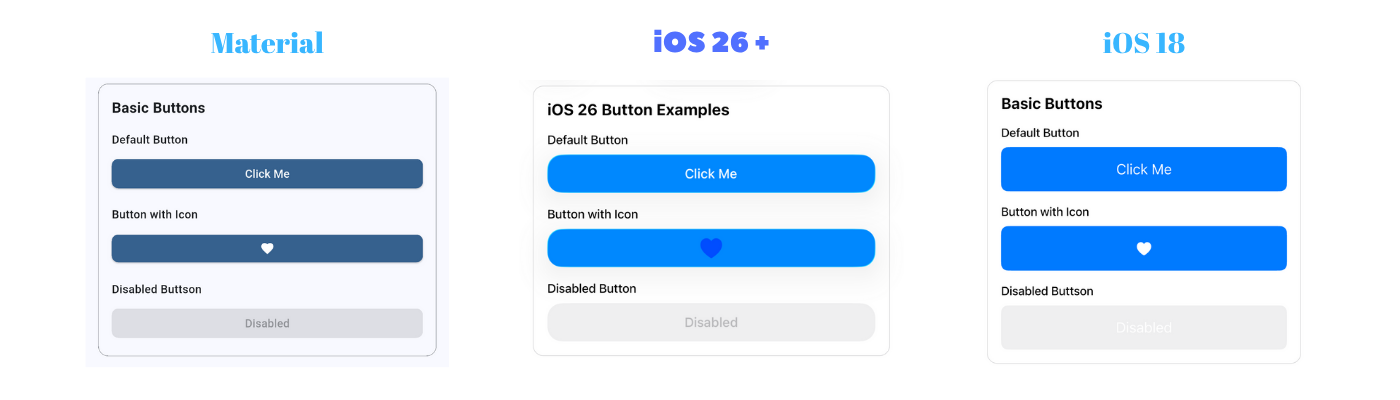 Material
Basic Buttons
Default Button
Click Me
Button with Icon
Disabled Buttson
Disabled
iOS 26 +
iOS 26 Button Examples
Default Button
Click Me
Button with Icon
Disabled Button
Disabled
iOS 18
Basic Buttons
Default Button
Click Me
Button with Icon
Disabled Buttson
Disabled